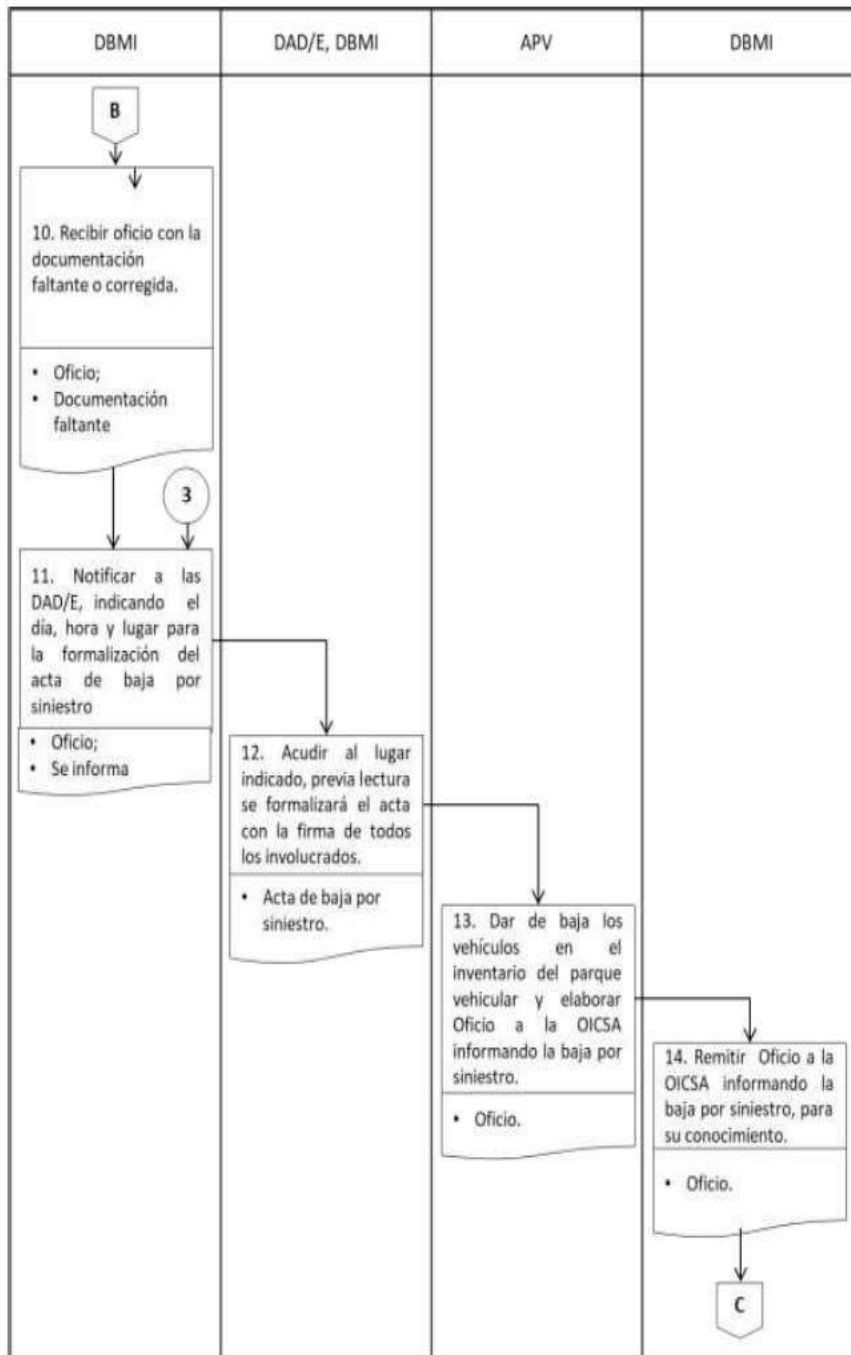 DBMI
DAD/E, DBMI
APV
DBMI
B
10. Recibir oficio con la
documentación
faltante o corregida.
• Oficio;
• Documentación
faltante
3
11. Notificar a las
DAD/E, indicando el
día, hora y lugar para
la formalización del
acta de baja por
siniestro
• Oficio;
• Se informa
12. Acudir al lugar
indicado, previa lectura
se formalizará el acta
con la firma de todos
los involucrados.
• Acta de baja por
siniestro.
13. Dar de baja los
vehículos en el
inventario del parque
vehicular y elaborar
Oficio a la OICSA
informando la baja por
siniestro.
• Oficio.
14. Remitir Oficio a la
OICSA informando la
baja por siniestro, para
su conocimiento.
• Oficio.
C